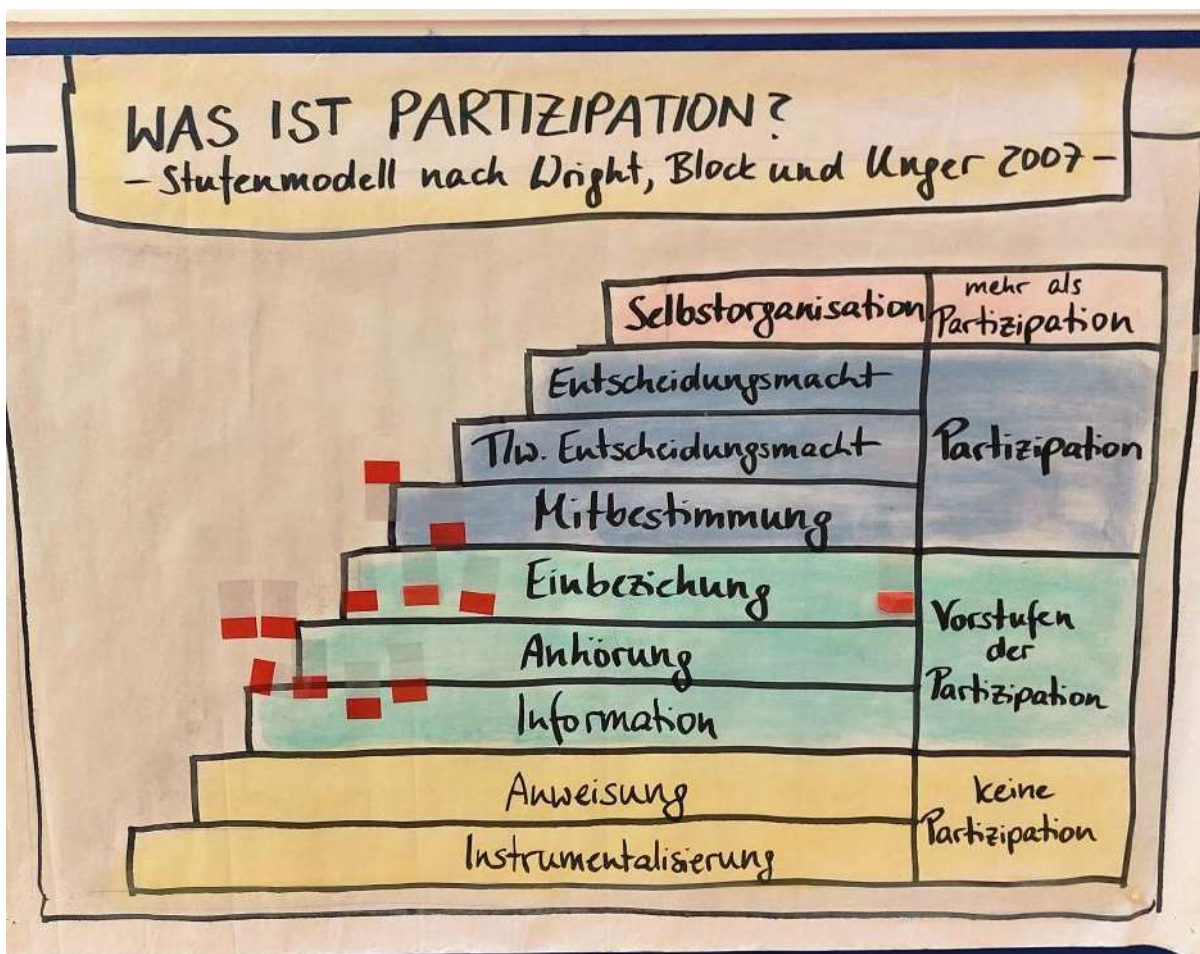 WAS IST PARTIZIPATION?
- Stufenmodell nach Wright, Block und Unger 2007 -
Selbstorganisation
mehr als
Partizipation
Entscheidungsmacht
Tlw. Entscheidungsmacht
Partizipation
Mitbestimmung
Einbeziehung
Anhörung
Information
Vorstufen
der
Partizipation
Anweisung
Instrumentalisierung
keine
Partizipation